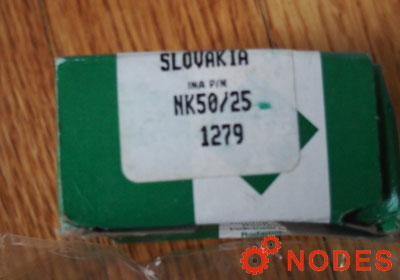 SLOVAKIA
INA P/N
NK50/25
1279
NODES